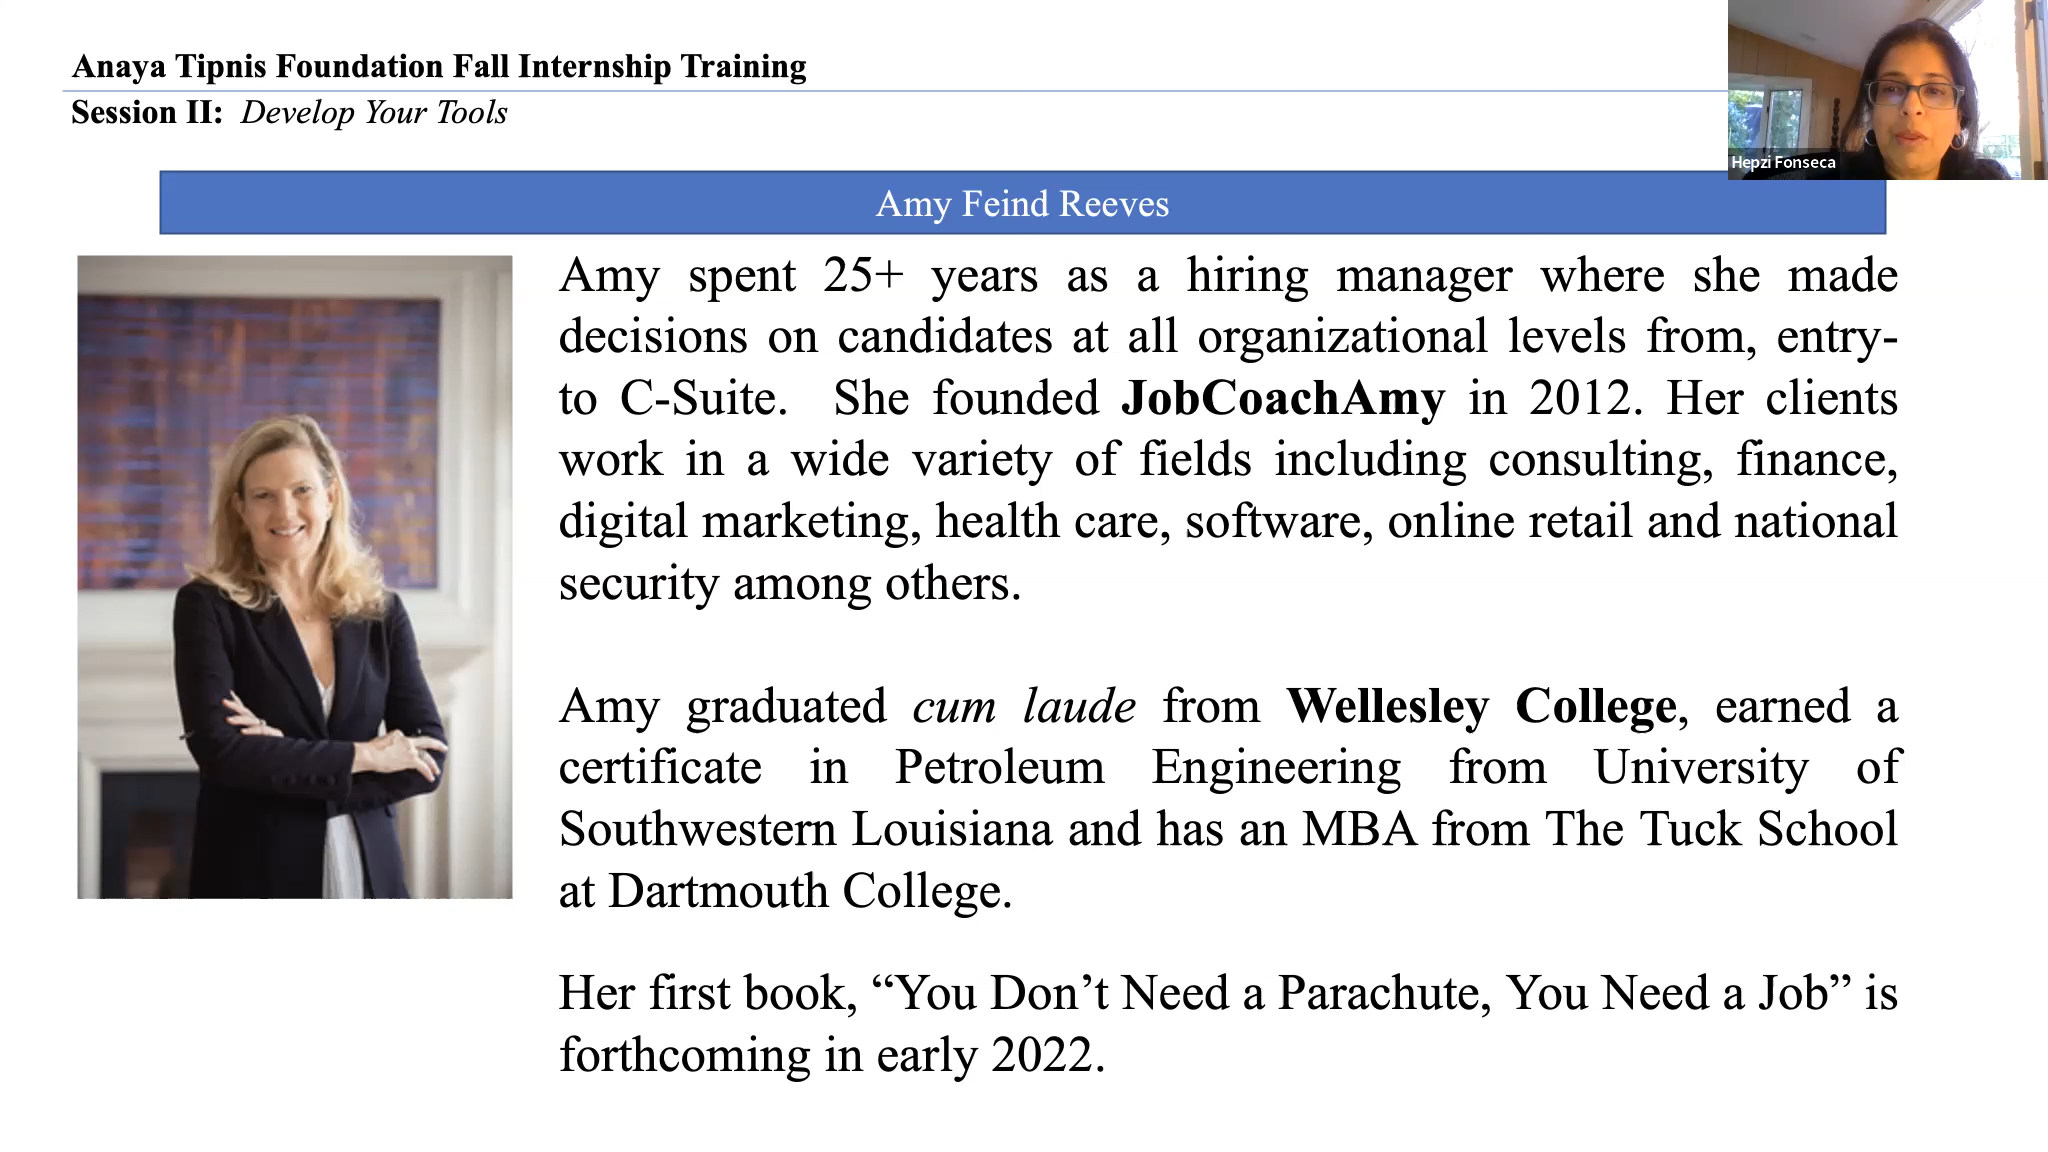 Anaya Tipnis Foundation Fall Internship Training
Session II: Develop Your Tools
Hepzi Fonseca
Amy Feind Reeves
Amy spent 25+ years as a hiring manager where she made
decisions on candidates at all organizational levels from, entry-
to C-Suite. She founded JobCoachAmy in 2012. Her clients
work in a wide variety of fields including consulting, finance,
digital marketing, health care, software, online retail and national
security among others.
Amy graduated cum laude from Wellesley College, earned a
certificate in Petroleum Engineering from University of
Southwestern Louisiana and has an MBA from The Tuck School
at Dartmouth College.
Her first book, “You Don’t Need a Parachute, You Need a Job” is
forthcoming in early 2022.